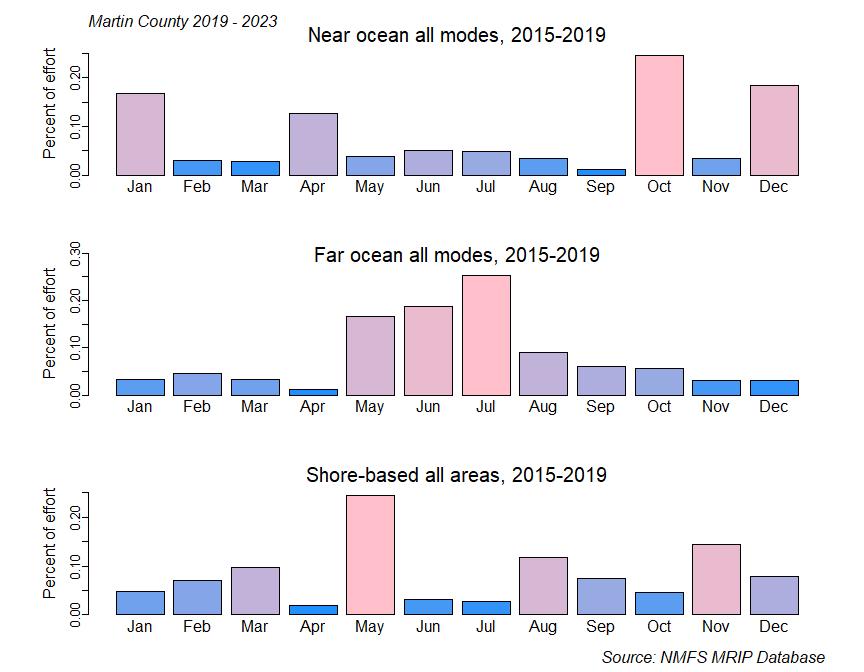 Martin County 2019 - 2023
Near ocean all modes, 2015-2019
Percent of effort
0.20
0.10
0.00
Jan Feb Mar Apr May Jun Jul Aug Sep Oct Nov Dec
Far ocean all modes, 2015-2019
Percent of effort
0.30
0.20
0.10
0.00
Jan Feb Mar Apr May Jun Jul Aug Sep Oct Nov Dec
Shore-based all areas, 2015-2019
Percent of effort
0.20
0.10
0.00
Jan Feb Mar Apr May Jun Jul Aug Sep Oct Nov Dec
Source: NMFS MRIP Database